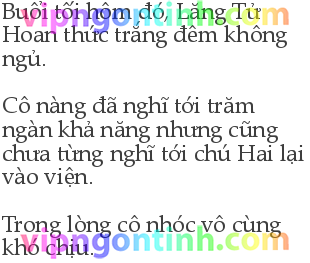 Buổi tối hôm đó, Lăng Tử
Hoan thức trắng đêm không
ngủ.
Cô nàng đã nghĩ tới trăm
ngàn khả năng nhưng cũng
chưa từng nghĩ tới chú Hai lại
vào viện.
Trong lòng cô nhóc vô cùng
khó chịu.
vipngontinh.com
vipngontinh.com